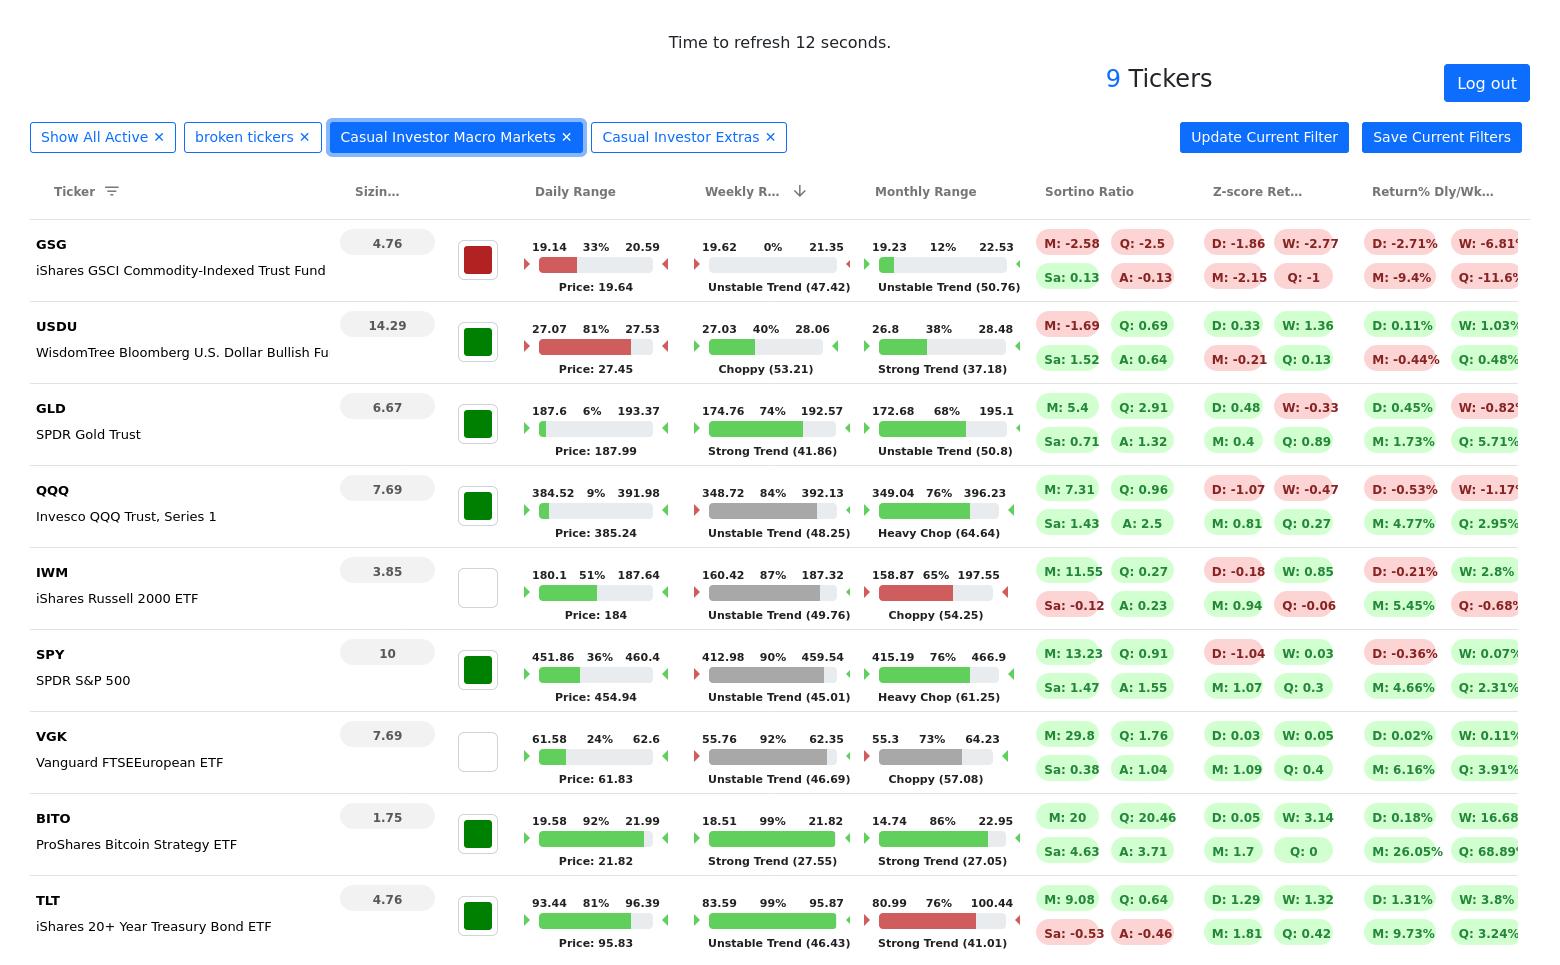 Time to refresh 12 seconds.
9 Tickers
Log out
Show All Active ✕ broken tickers ✕ Casual Investor Macro Markets ✕ Casual Investor Extras ✕ Update Current Filter Save Current Filters
Ticker Sizin... Daily Range Weekly R... Monthly Range Sortino Ratio Z-score Ret... Return% Dly/Wk...
GSG 4.76 19.14 33% 20.59 19.62 0% 21.35 19.23 12% 22.53 M: -2.58 Q: -2.5 D: -1.86 W: -2.77 D: -2.71% W: -6.81%
iShares GSCI Commodity-Indexed Trust Fund Sa: 0.13 A: -0.13 M: -2.15 Q: -1 M: -9.4% Q: -11.6%
Price: 19.64 Unstable Trend (47.42) Unstable Trend (50.76)
USDU 14.29 27.07 81% 27.53 27.03 40% 28.06 26.8 38% 28.48 M: -1.69 Q: 0.69 D: 0.33 W: 1.36 D: 0.11% W: 1.03%
WisdomTree Bloomberg U.S. Dollar Bullish Fu Sa: 1.52 A: 0.64 M: -0.21 Q: 0.13 M: -0.44% Q: 0.48%
Price: 27.45 Choppy (53.21) Strong Trend (37.18)
GLD 6.67 187.6 6% 193.37 174.76 74% 192.57 172.68 68% 195.1 M: 5.4 Q: 2.91 D: 0.48 W: -0.33 D: 0.45% W: -0.82%
SPDR Gold Trust Sa: 0.71 A: 1.32 M: 0.4 Q: 0.89 M: 1.73% Q: 5.71%
Price: 187.99 Strong Trend (41.86) Unstable Trend (50.8)
QQQ 7.69 384.52 9% 391.98 348.72 84% 392.13 349.04 76% 396.23 M: 7.31 Q: 0.96 D: -1.07 W: -0.47 D: -0.53% W: -1.17%
Invesco QQQ Trust, Series 1 Sa: 1.43 A: 2.5 M: 0.81 Q: 0.27 M: 4.77% Q: 2.95%
Price: 385.24 Unstable Trend (48.25) Heavy Chop (64.64)
IWM 3.85 180.1 51% 187.64 160.42 87% 187.32 158.87 65% 197.55 M: 11.55 Q: 0.27 D: -0.18 W: 0.85 D: -0.21% W: 2.8%
iShares Russell 2000 ETF Sa: -0.12 A: 0.23 M: 0.94 Q: -0.06 M: 5.45% Q: -0.68%
Price: 184 Unstable Trend (49.76) Choppy (54.25)
SPY 10 451.86 36% 460.4 412.98 90% 459.54 415.19 76% 466.9 M: 13.23 Q: 0.91 D: -1.04 W: 0.03 D: -0.36% W: 0.07%
SPDR S&P 500 Sa: 1.47 A: 1.55 M: 1.07 Q: 0.3 M: 4.66% Q: 2.31%
Price: 454.94 Unstable Trend (45.01) Heavy Chop (61.25)
VGK 7.69 61.58 24% 62.6 55.76 92% 62.35 55.3 73% 64.23 M: 29.8 Q: 1.76 D: 0.03 W: 0.05 D: 0.02% W: 0.11%
Vanguard FTSEEuropean ETF Sa: 0.38 A: 1.04 M: 1.09 Q: 0.4 M: 6.16% Q: 3.91%
Price: 61.83 Unstable Trend (46.69) Choppy (57.08)
BITO 1.75 19.58 92% 21.99 18.51 99% 21.82 14.74 86% 22.95 M: 20 Q: 20.46 D: 0.05 W: 3.14 D: 0.18% W: 16.68
ProShares Bitcoin Strategy ETF Sa: 4.63 A: 3.71 M: 1.7 Q: 0 M: 26.05% Q: 68.89%
Price: 21.82 Strong Trend (27.55) Strong Trend (27.05)
TLT 4.76 93.44 81% 96.39 83.59 99% 95.87 80.99 76% 100.44 M: 9.08 Q: 0.64 D: 1.29 W: 1.32 D: 1.31% W: 3.8%
iShares 20+ Year Treasury Bond ETF Sa: -0.53 A: -0.46 M: 1.81 Q: 0.42 M: 9.73% Q: 3.24%
Price: 95.83 Unstable Trend (46.43) Strong Trend (41.01)